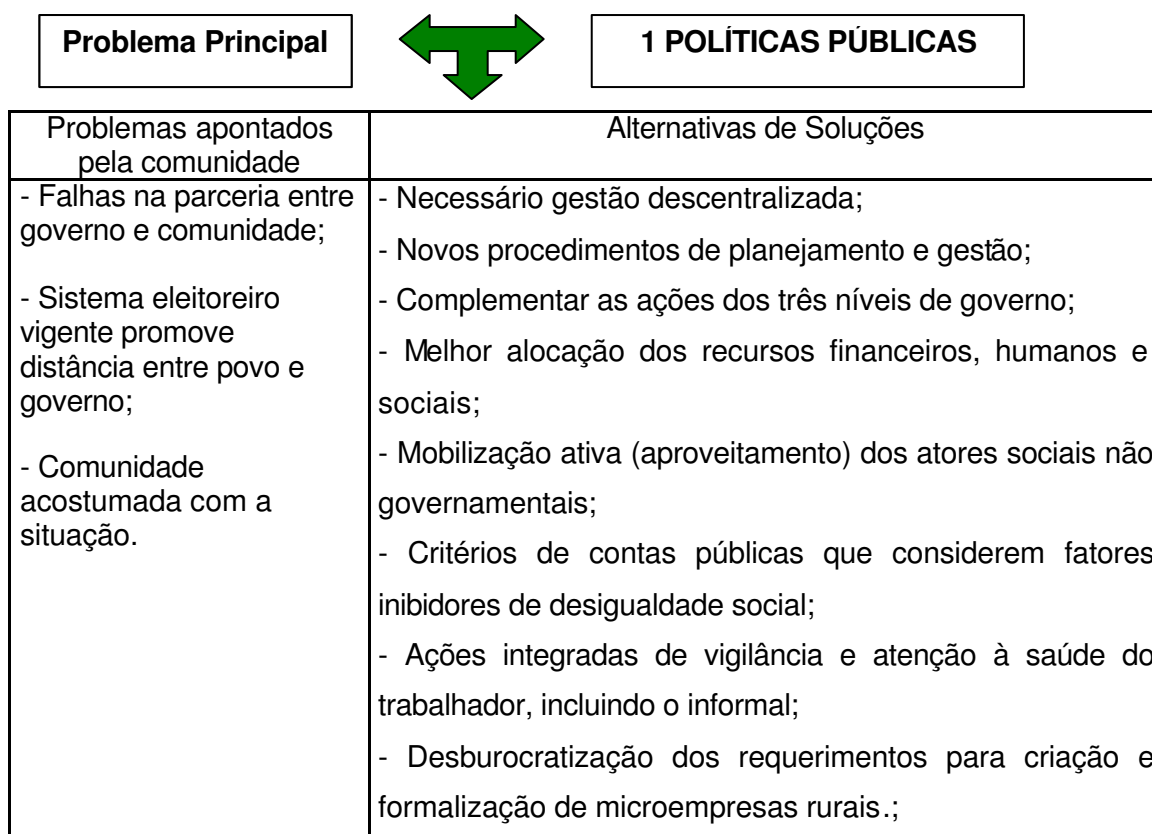 Problema Principal
1 POLÍTICAS PÚBLICAS
Problemas apontados
pela comunidade
Alternativas de Soluções
- Falhas na parceria entre
governo e comunidade;
- Sistema eleitoreiro
vigente promove
distância entre povo e
governo;
- Comunidade
acostumada com a
situação.
- Necessário gestão descentralizada;
- Novos procedimentos de planejamento e gestão;
- Complementar as ações dos três níveis de governo;
- Melhor alocação dos recursos financeiros, humanos e
sociais;
- Mobilização ativa (aproveitamento) dos atores sociais não
governamentais;
- Critérios de contas públicas que considerem fatores
inibidores de desigualdade social;
- Ações integradas de vigilância e atenção à saúde do
trabalhador, incluindo o informal;
- Desburocratização dos requerimentos para criação e
formalização de microempresas rurais.;